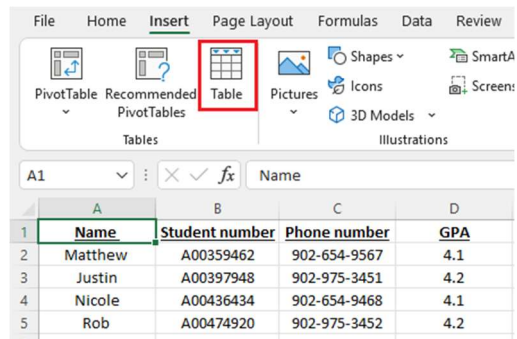 File Home Insert Page Layout Formulas Data Review
PivotTable Recommended PivotTables Table Pictures Shapes Icons 3D Models SmartA Screens
Tables Illustrations
A1 fx Name
A B C D
1 Name Student number Phone number GPA
2 Matthew A00359462 902-654-9567 4.1
3 Justin A00397948 902-975-3451 4.2
4 Nicole A00436434 902-654-9468 4.1
5 Rob A00474920 902-975-3452 4.2